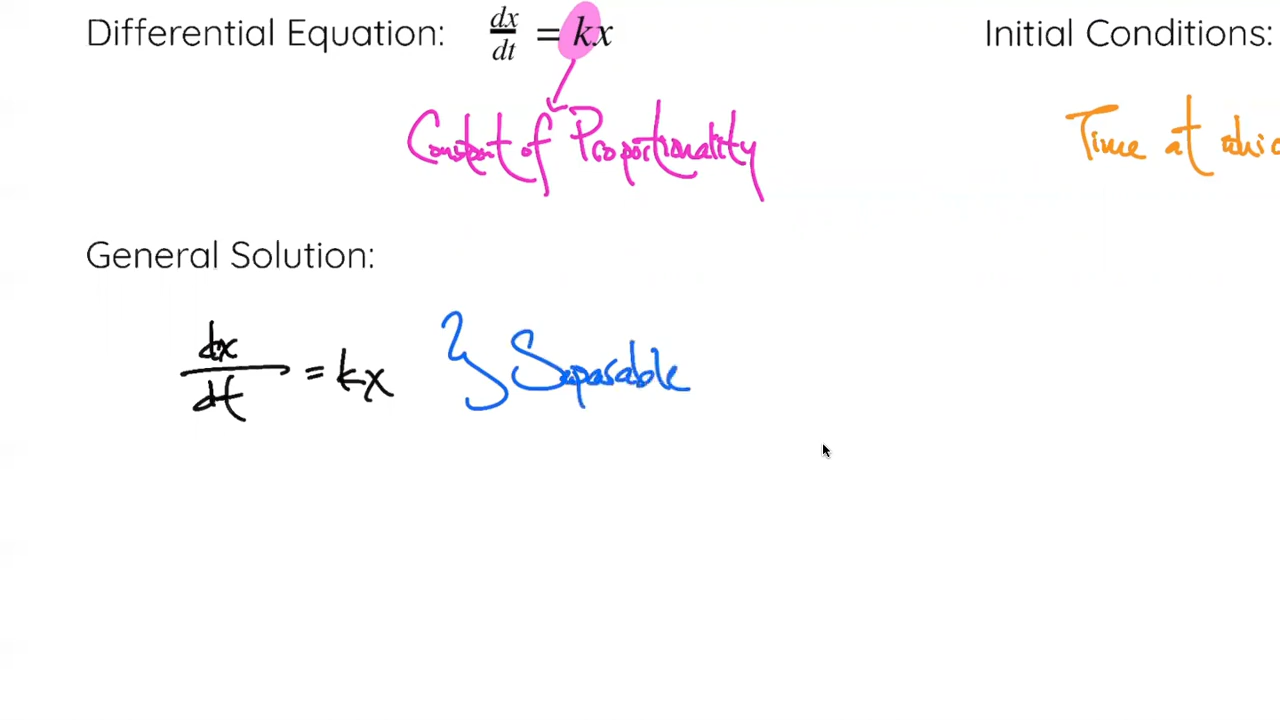 Differential Equation: dx/dt = kx
Initial Conditions:
Constant of Proportionality
Time at whic
General Solution:
dx/dt = kx } Separable